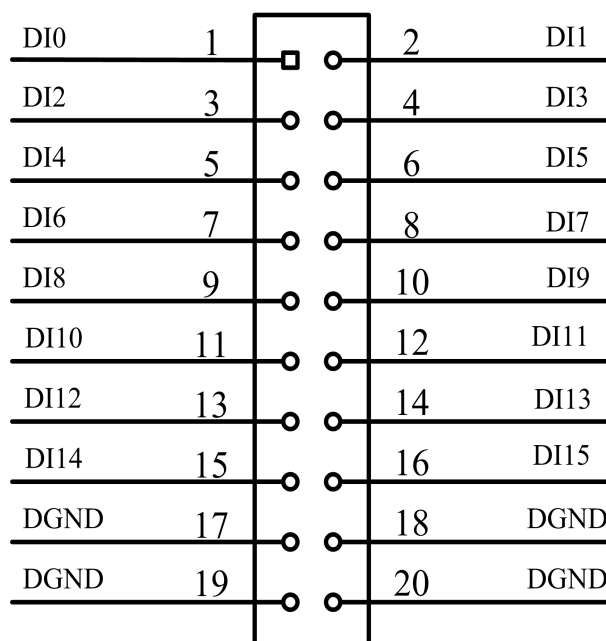 DI0 1 2 DI1
DI2 3 4 DI3
DI4 5 6 DI5
DI6 7 8 DI7
DI8 9 10 DI9
DI10 11 12 DI11
DI12 13 14 DI13
DI14 15 16 DI15
DGND 17 18 DGND
DGND 19 20 DGND